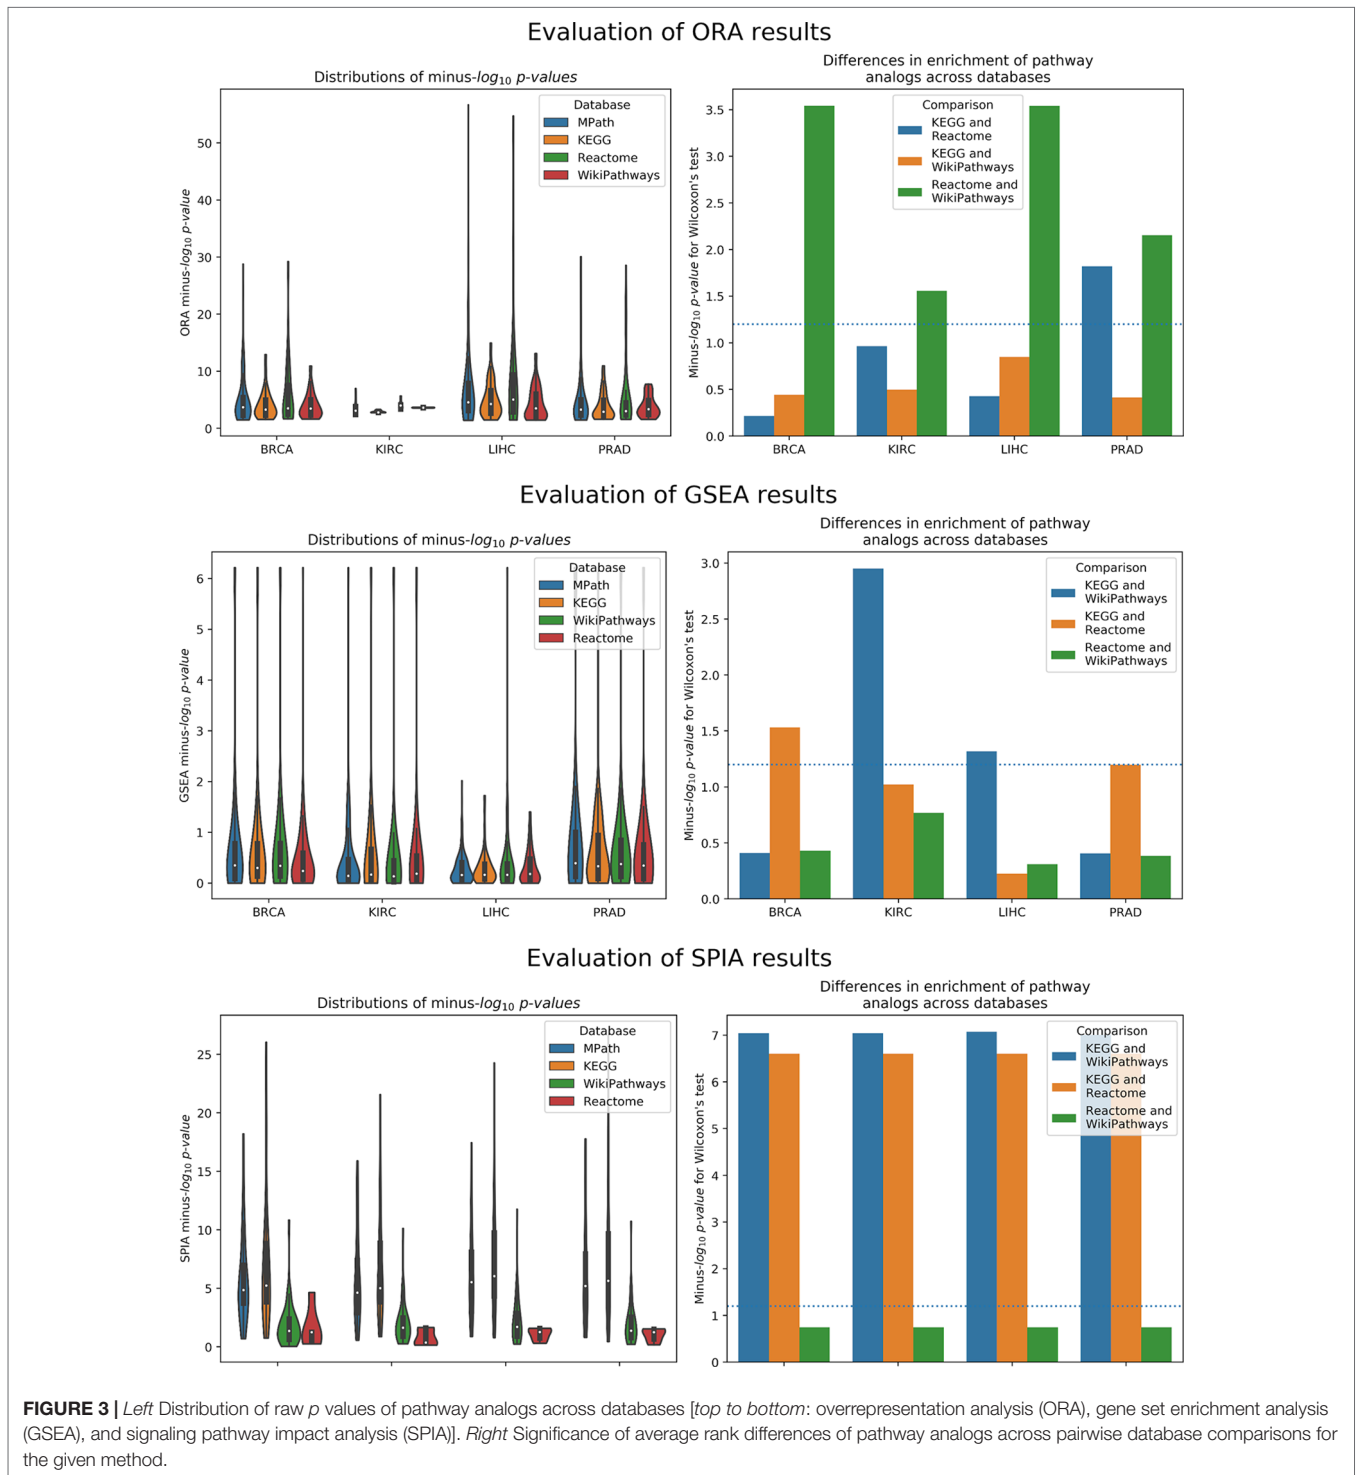 Evaluation of ORA results
Distributions of minus-log10 p-values
ORA minus-log10 p-value
50
40
30
20
10
0
Database
MPath
KEGG
Reactome
WikiPathways
BRCA
KIRC
LIHC
PRAD
Differences in enrichment of pathway
analogs across databases
Minus-log10 p-value for Wilcoxon's test
3.5
3.0
2.5
2.0
1.5
1.0
0.5
0.0
Comparison
KEGG and
Reactome
KEGG and
WikiPathways
Reactome and
WikiPathways
BRCA
KIRC
LIHC
PRAD
Evaluation of GSEA results
Distributions of minus-log10 p-values
GSEA minus-log10 p-value
6
5
4
3
2
1
0
Database
MPath
KEGG
WikiPathways
Reactome
BRCA
KIRC
LIHC
PRAD
Differences in enrichment of pathway
analogs across databases
Minus-log10 p-value for Wilcoxon's test
3.0
2.5
2.0
1.5
1.0
0.5
0.0
Comparison
KEGG and
WikiPathways
KEGG and
Reactome
Reactome and
WikiPathways
BRCA
KIRC
LIHC
PRAD
Evaluation of SPIA results
Distributions of minus-log10 p-values
SPIA minus-log10 p-value
25
20
15
10
5
0
Database
MPath
KEGG
WikiPathways
Reactome
Differences in enrichment of pathway
analogs across databases
Minus-log10 p-value for Wilcoxon's test
7
6
5
4
3
2
1
0
Comparison
KEGG and
WikiPathways
KEGG and
Reactome
Reactome and
WikiPathways
FIGURE 3 | Left Distribution of raw p values of pathway analogs across databases [top to bottom: overrepresentation analysis (ORA), gene set enrichment analysis
(GSEA), and signaling pathway impact analysis (SPIA)]. Right Significance of average rank differences of pathway analogs across pairwise database comparisons for
the given method.